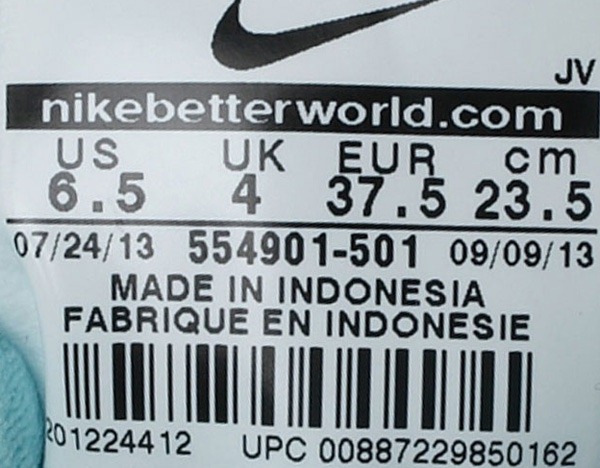 JV
nikebetterworld.com
US UK EUR cm
6.5 4 37.5 23.5
07/24/13 554901-501 09/09/13
MADE IN INDONESIA
FABRIQUE EN INDONESIE
201224412 UPC 00887229850162